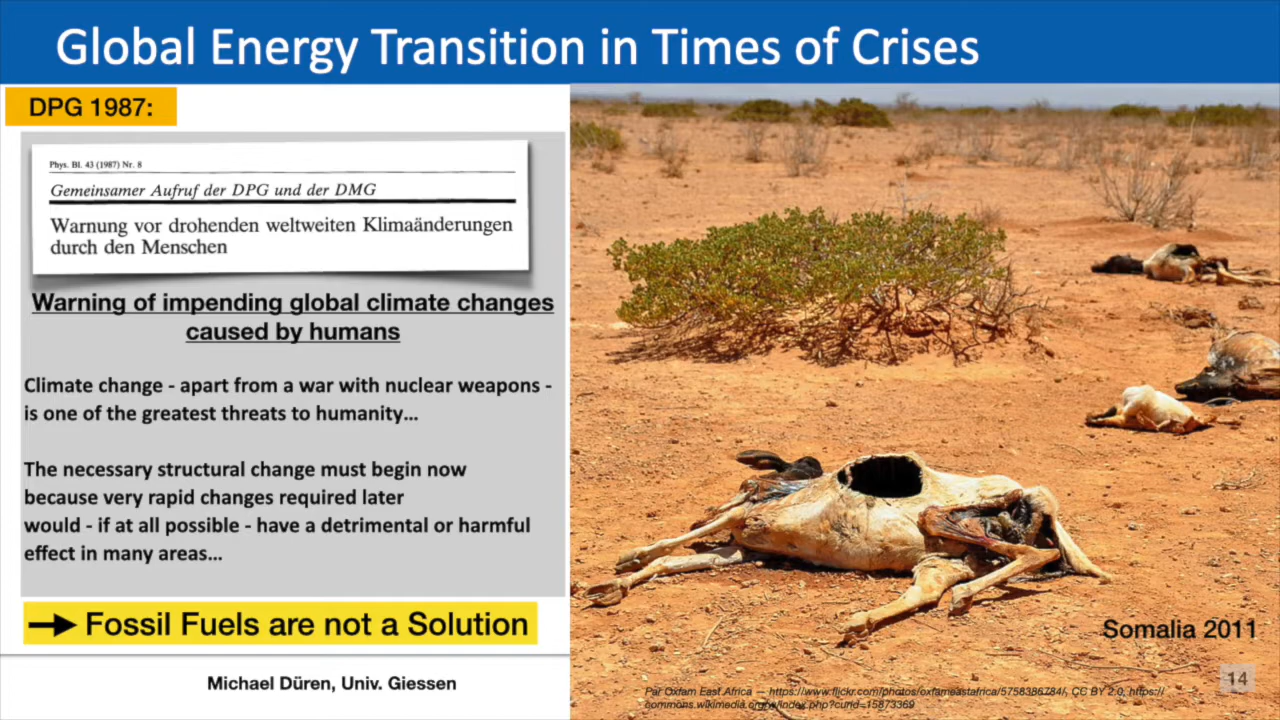 Global Energy Transition in Times of Crises
DPG 1987:
Phys. Bl. 43 (1987) Nr. 8
Gemeinsamer Aufruf der DPG und der DMG
Warnung vor drohenden weltweiten Klimaänderungen
durch den Menschen
Warning of impending global climate changes
caused by humans
Climate change - apart from a war with nuclear weapons -
is one of the greatest threats to humanity...
The necessary structural change must begin now
because very rapid changes required later
would - if at all possible - have a detrimental or harmful
effect in many areas...
Fossil Fuels are not a Solution
Michael Düren, Univ. Giessen
Somalia 2011
14
Par Oxfam East Africa — https://www.flickr.com/photos/oxfameastafrica/5758386784/, CC BY 2.0, https://
commons.wikimedia.org/w/index.php?curid=15873369